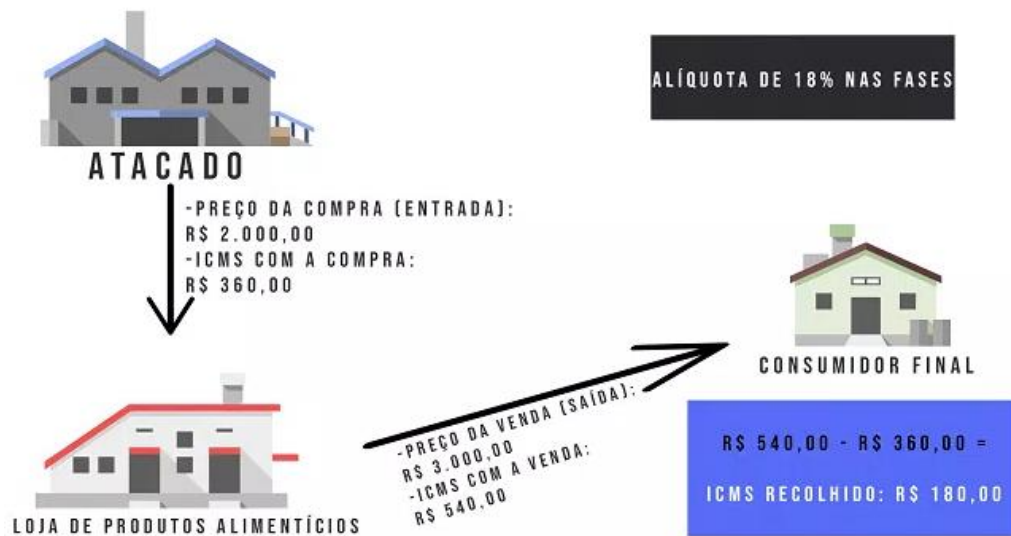 ALÍQUOTA DE 18% NAS FASES
ATACADO
-PREÇO DA COMPRA (ENTRADA):
R$ 2.000,00
-ICMS COM A COMPRA:
R$ 360,00
CONSUMIDOR FINAL
-PREÇO DA VENDA (SAÍDA):
R$ 3.000,00
-ICMS COM A VENDA:
R$ 540,00
LOJA DE PRODUTOS ALIMENTÍCIOS
R$ 540,00 - R$ 360,00 =
ICMS RECOLHIDO: R$ 180,00